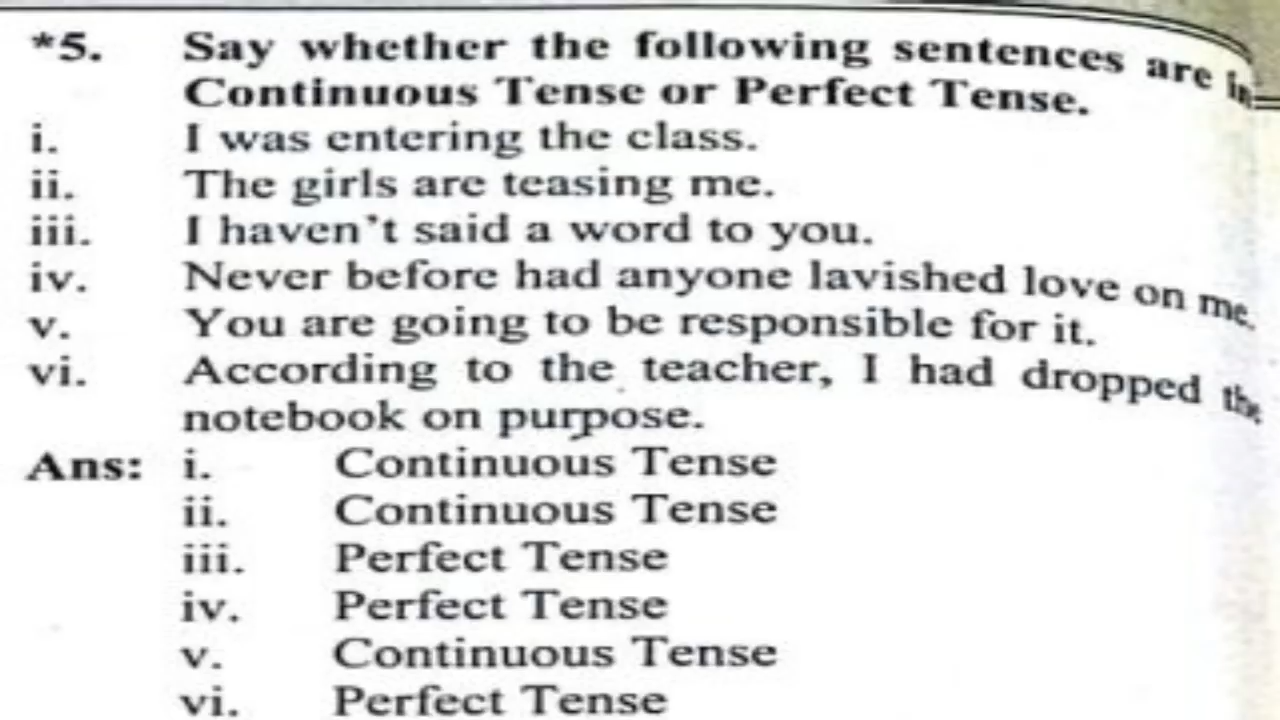 *5. Say whether the following sentences are in
Continuous Tense or Perfect Tense.
i. I was entering the class.
ii. The girls are teasing me.
iii. I haven't said a word to you.
iv. Never before had anyone lavished love on me.
v. You are going to be responsible for it.
vi. According to the teacher, I had dropped the
notebook on purpose.
Ans: i. Continuous Tense
ii. Continuous Tense
iii. Perfect Tense
iv. Perfect Tense
v. Continuous Tense
vi. Perfect Tense